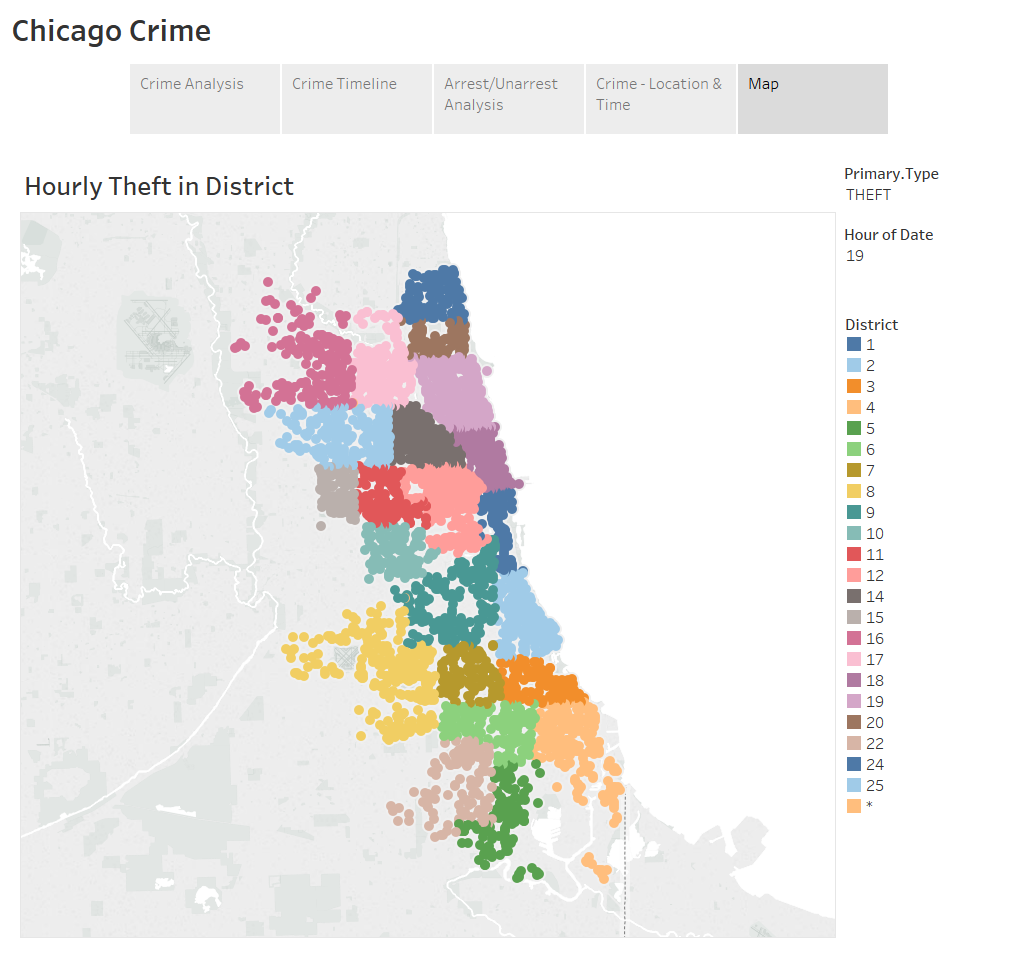 Chicago Crime
Crime Analysis
Crime Timeline
Arrest/Unarrest
Analysis
Crime - Location &
Time
Map
Hourly Theft in District
Primary.Type
THEFT
Hour of Date
19
District
1
2
3
4
5
6
7
8
9
10
11
12
14
15
16
17
18
19
20
22
24
25
*